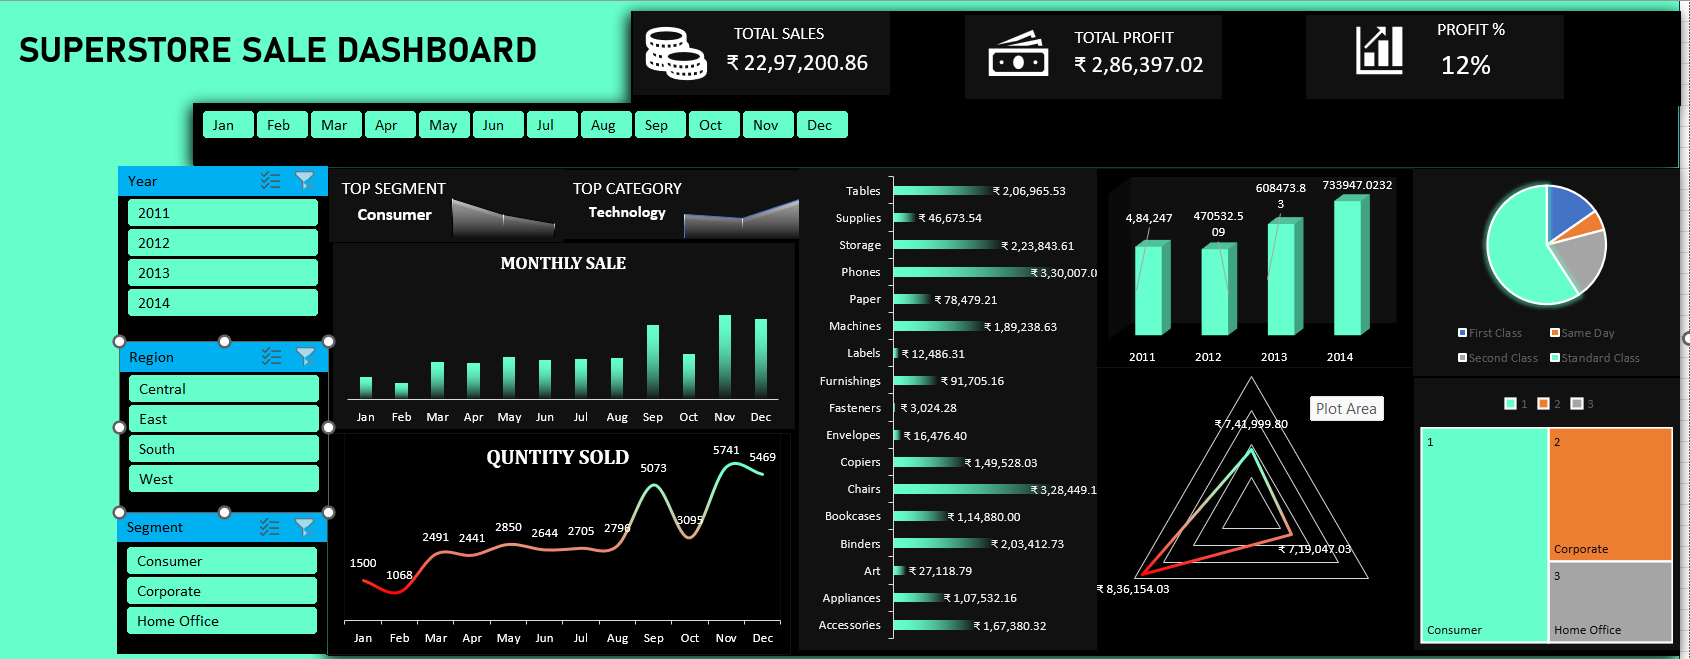 SUPERSTORE SALE DASHBOARD
TOTAL SALES
₹ 22,97,200.86
TOTAL PROFIT
₹ 2,86,397.02
PROFIT %
12%
Jan Feb Mar Apr May Jun Jul Aug Sep Oct Nov Dec
Year
2011
2012
2013
2014
Region
Central
East
South
West
Segment
Consumer
Corporate
Home Office
TOP SEGMENT
Consumer
TOP CATEGORY
Technology
MONTHLY SALE
Jan Feb Mar Apr May Jun Jul Aug Sep Oct Nov Dec
QUNTITY SOLD
1500 1068 2491 2441 2850 2644 2705 2796 5073 3095 5741 5469
Jan Feb Mar Apr May Jun Jul Aug Sep Oct Nov Dec
Tables ₹ 2,06,965.53
Supplies ₹ 46,673.54
Storage ₹ 2,23,843.61
Phones ₹ 3,30,007.0
Paper ₹ 78,479.21
Machines ₹ 1,89,238.63
Labels ₹ 12,486.31
Furnishings ₹ 91,705.16
Fasteners ₹ 3,024.28
Envelopes ₹ 16,476.40
Copiers ₹ 1,49,528.03
Chairs ₹ 3,28,449.1
Bookcases ₹ 1,14,880.00
Binders ₹ 2,03,412.73
Art ₹ 27,118.79
Appliances ₹ 1,07,532.16
Accessories ₹ 1,67,380.32
4,84,247
470532.5
09
608473.8
3
733947.0232
2011 2012 2013 2014
Plot Area
₹ 7,41,999.80
₹ 7,19,047.03
₹ 8,36,154.03
First Class Same Day
Second Class Standard Class
1 2 3
1
Consumer
2
Corporate
3
Home Office